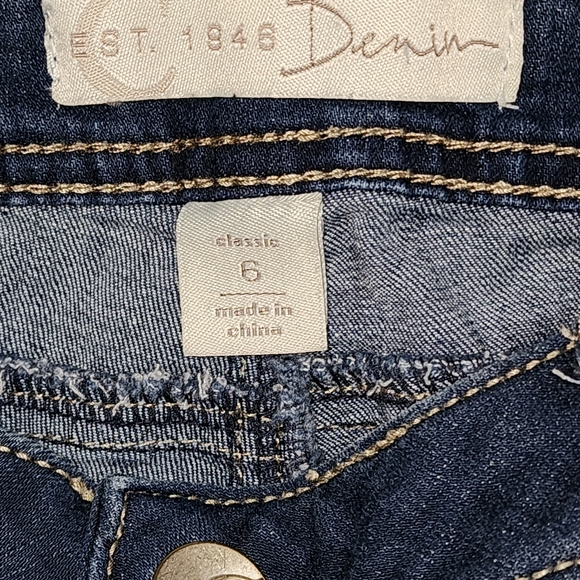 EST. 1946 Denim
classic
6
made in
china